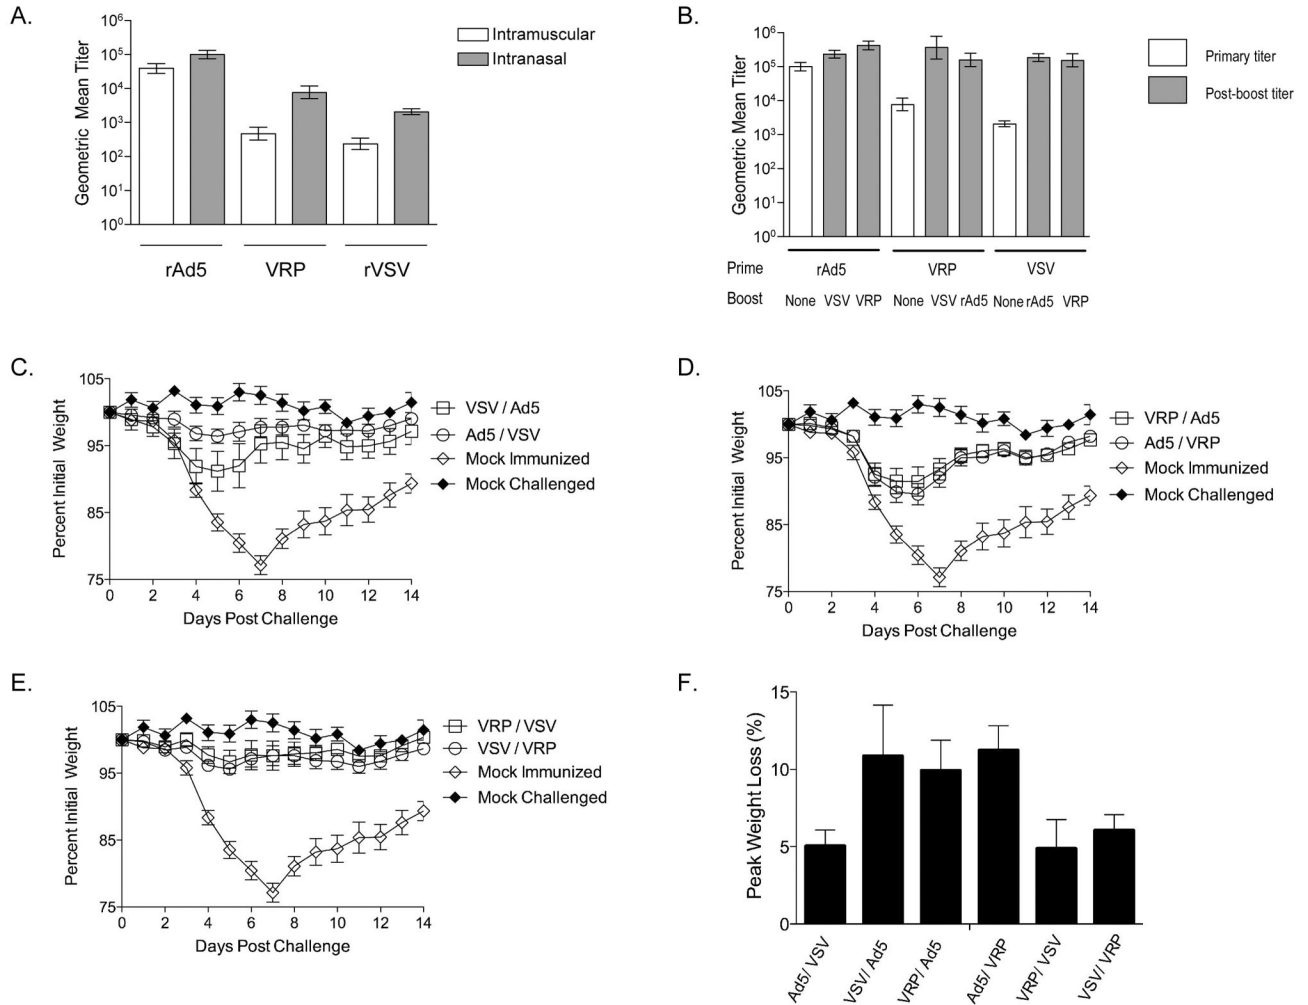 A.
Geometric Mean Titer
10⁶
10⁵
10⁴
10³
10²
10¹
10⁰
rAd5 VRP rVSV
Intramuscular
Intranasal
B.
Geometric Mean Titer
10⁶
10⁵
10⁴
10³
10²
10¹
10⁰
Prime rAd5 VRP VSV
Boost None VSV VRP None VSV rAd5 None rAd5 VRP
Primary titer
Post-boost titer
C.
Percent Initial Weight
105
95
85
75
0 2 4 6 8 10 12 14
Days Post Challenge
VSV / Ad5
Ad5 / VSV
Mock Immunized
Mock Challenged
D.
Percent Initial Weight
105
95
85
75
0 2 4 6 8 10 12 14
Days Post Challenge
VRP / Ad5
Ad5 / VRP
Mock Immunized
Mock Challenged
E.
Percent Initial Weight
105
95
85
75
0 2 4 6 8 10 12 14
Days Post Challenge
VRP / VSV
VSV / VRP
Mock Immunized
Mock Challenged
F.
Peak Weight Loss (%)
15
10
5
0
Ad5/ VSV
VSV/ Ad5
VRP/ Ad5
Ad5/ VRP
VRP/ VSV
VSV/ VRP